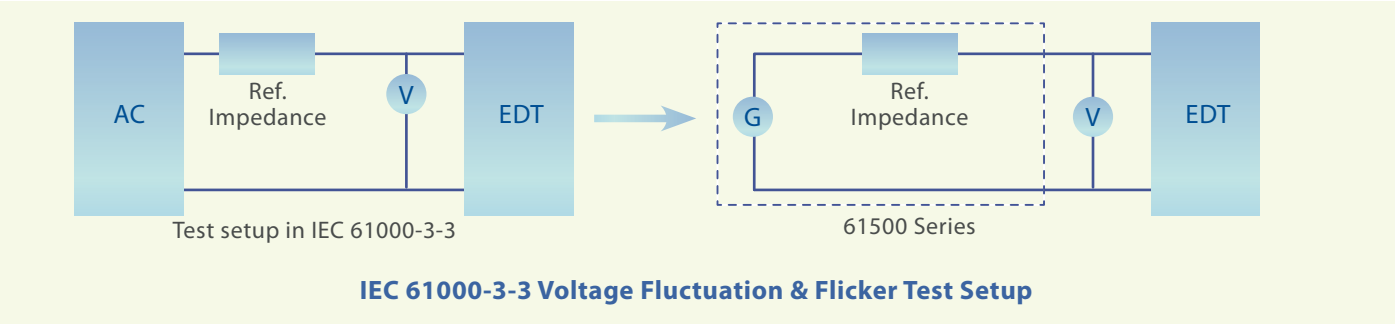 AC
Ref.
Impedance
V
EDT
Test setup in IEC 61000-3-3
G
Ref.
Impedance
V
EDT
61500 Series
IEC 61000-3-3 Voltage Fluctuation & Flicker Test Setup